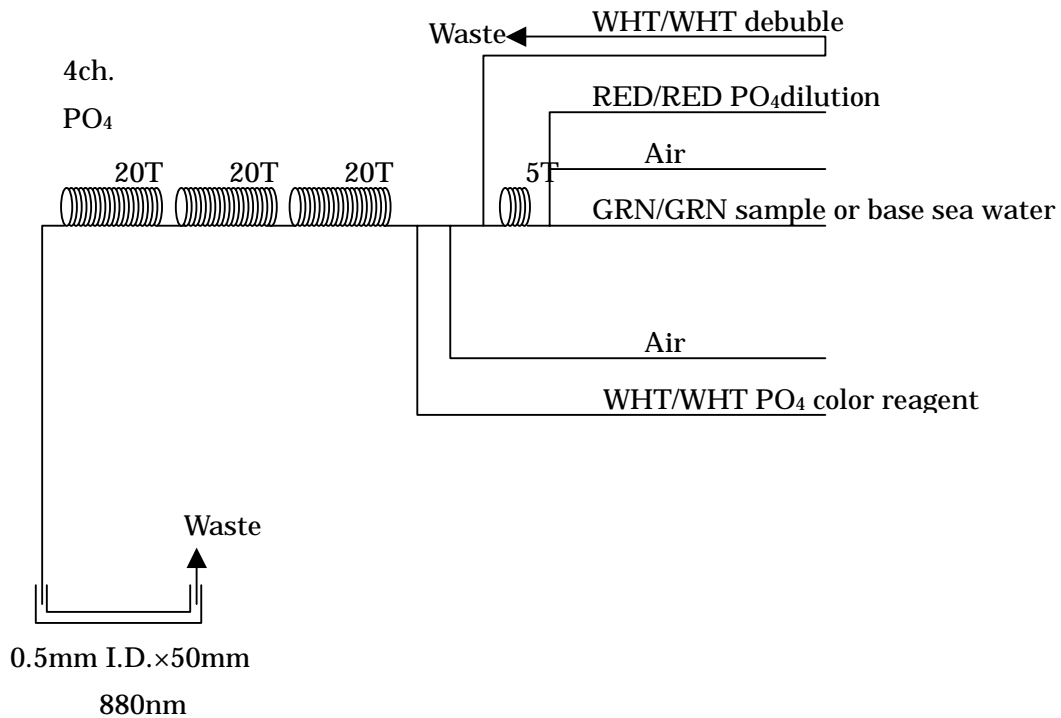 Waste
WHT/WHT debuble
4ch.
PO₄
RED/RED PO₄dilution
Air
20T
20T
20T
5T
GRN/GRN sample or base sea water
Air
WHT/WHT PO₄ color reagent
Waste
0.5mm I.D.×50mm
880nm